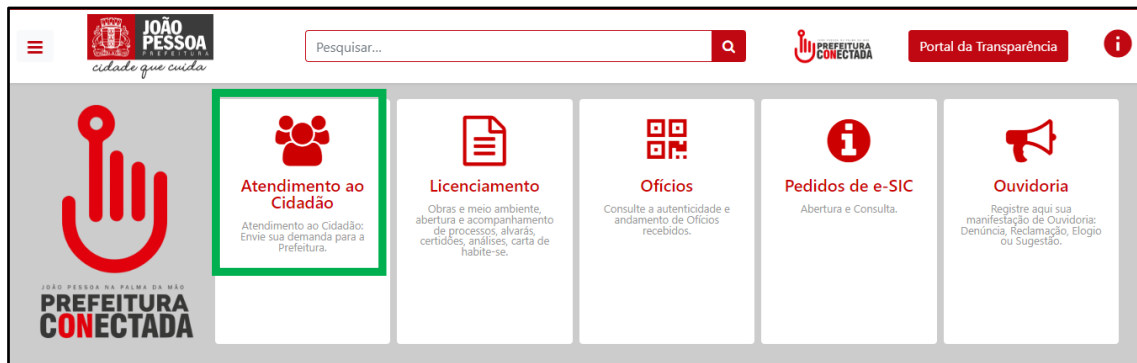 JOÃO
PESSOA
PREFEITURA
cidade que cuida
Pesquisar...
PREFEITURA
CONECTADA
Portal da Transparência
JOÃO PESSOA NA PALMA DA MÃO
PREFEITURA
CONECTADA
Atendimento ao
Cidadão
Atendimento ao Cidadão:
Envie sua demanda para a
Prefeitura.
Licenciamento
Obras e meio ambiente,
abertura e acompanhamento
de processos, alvarás,
certidões, análises, carta de
habite-se.
Ofícios
Consulte a autenticidade e
andamento de Ofícios
recebidos.
Pedidos de e-SIC
Abertura e Consulta.
Ouvidoria
Registre aqui sua
manifestação de Ouvidoria:
Denúncia, Reclamação, Elogio
ou Sugestão.